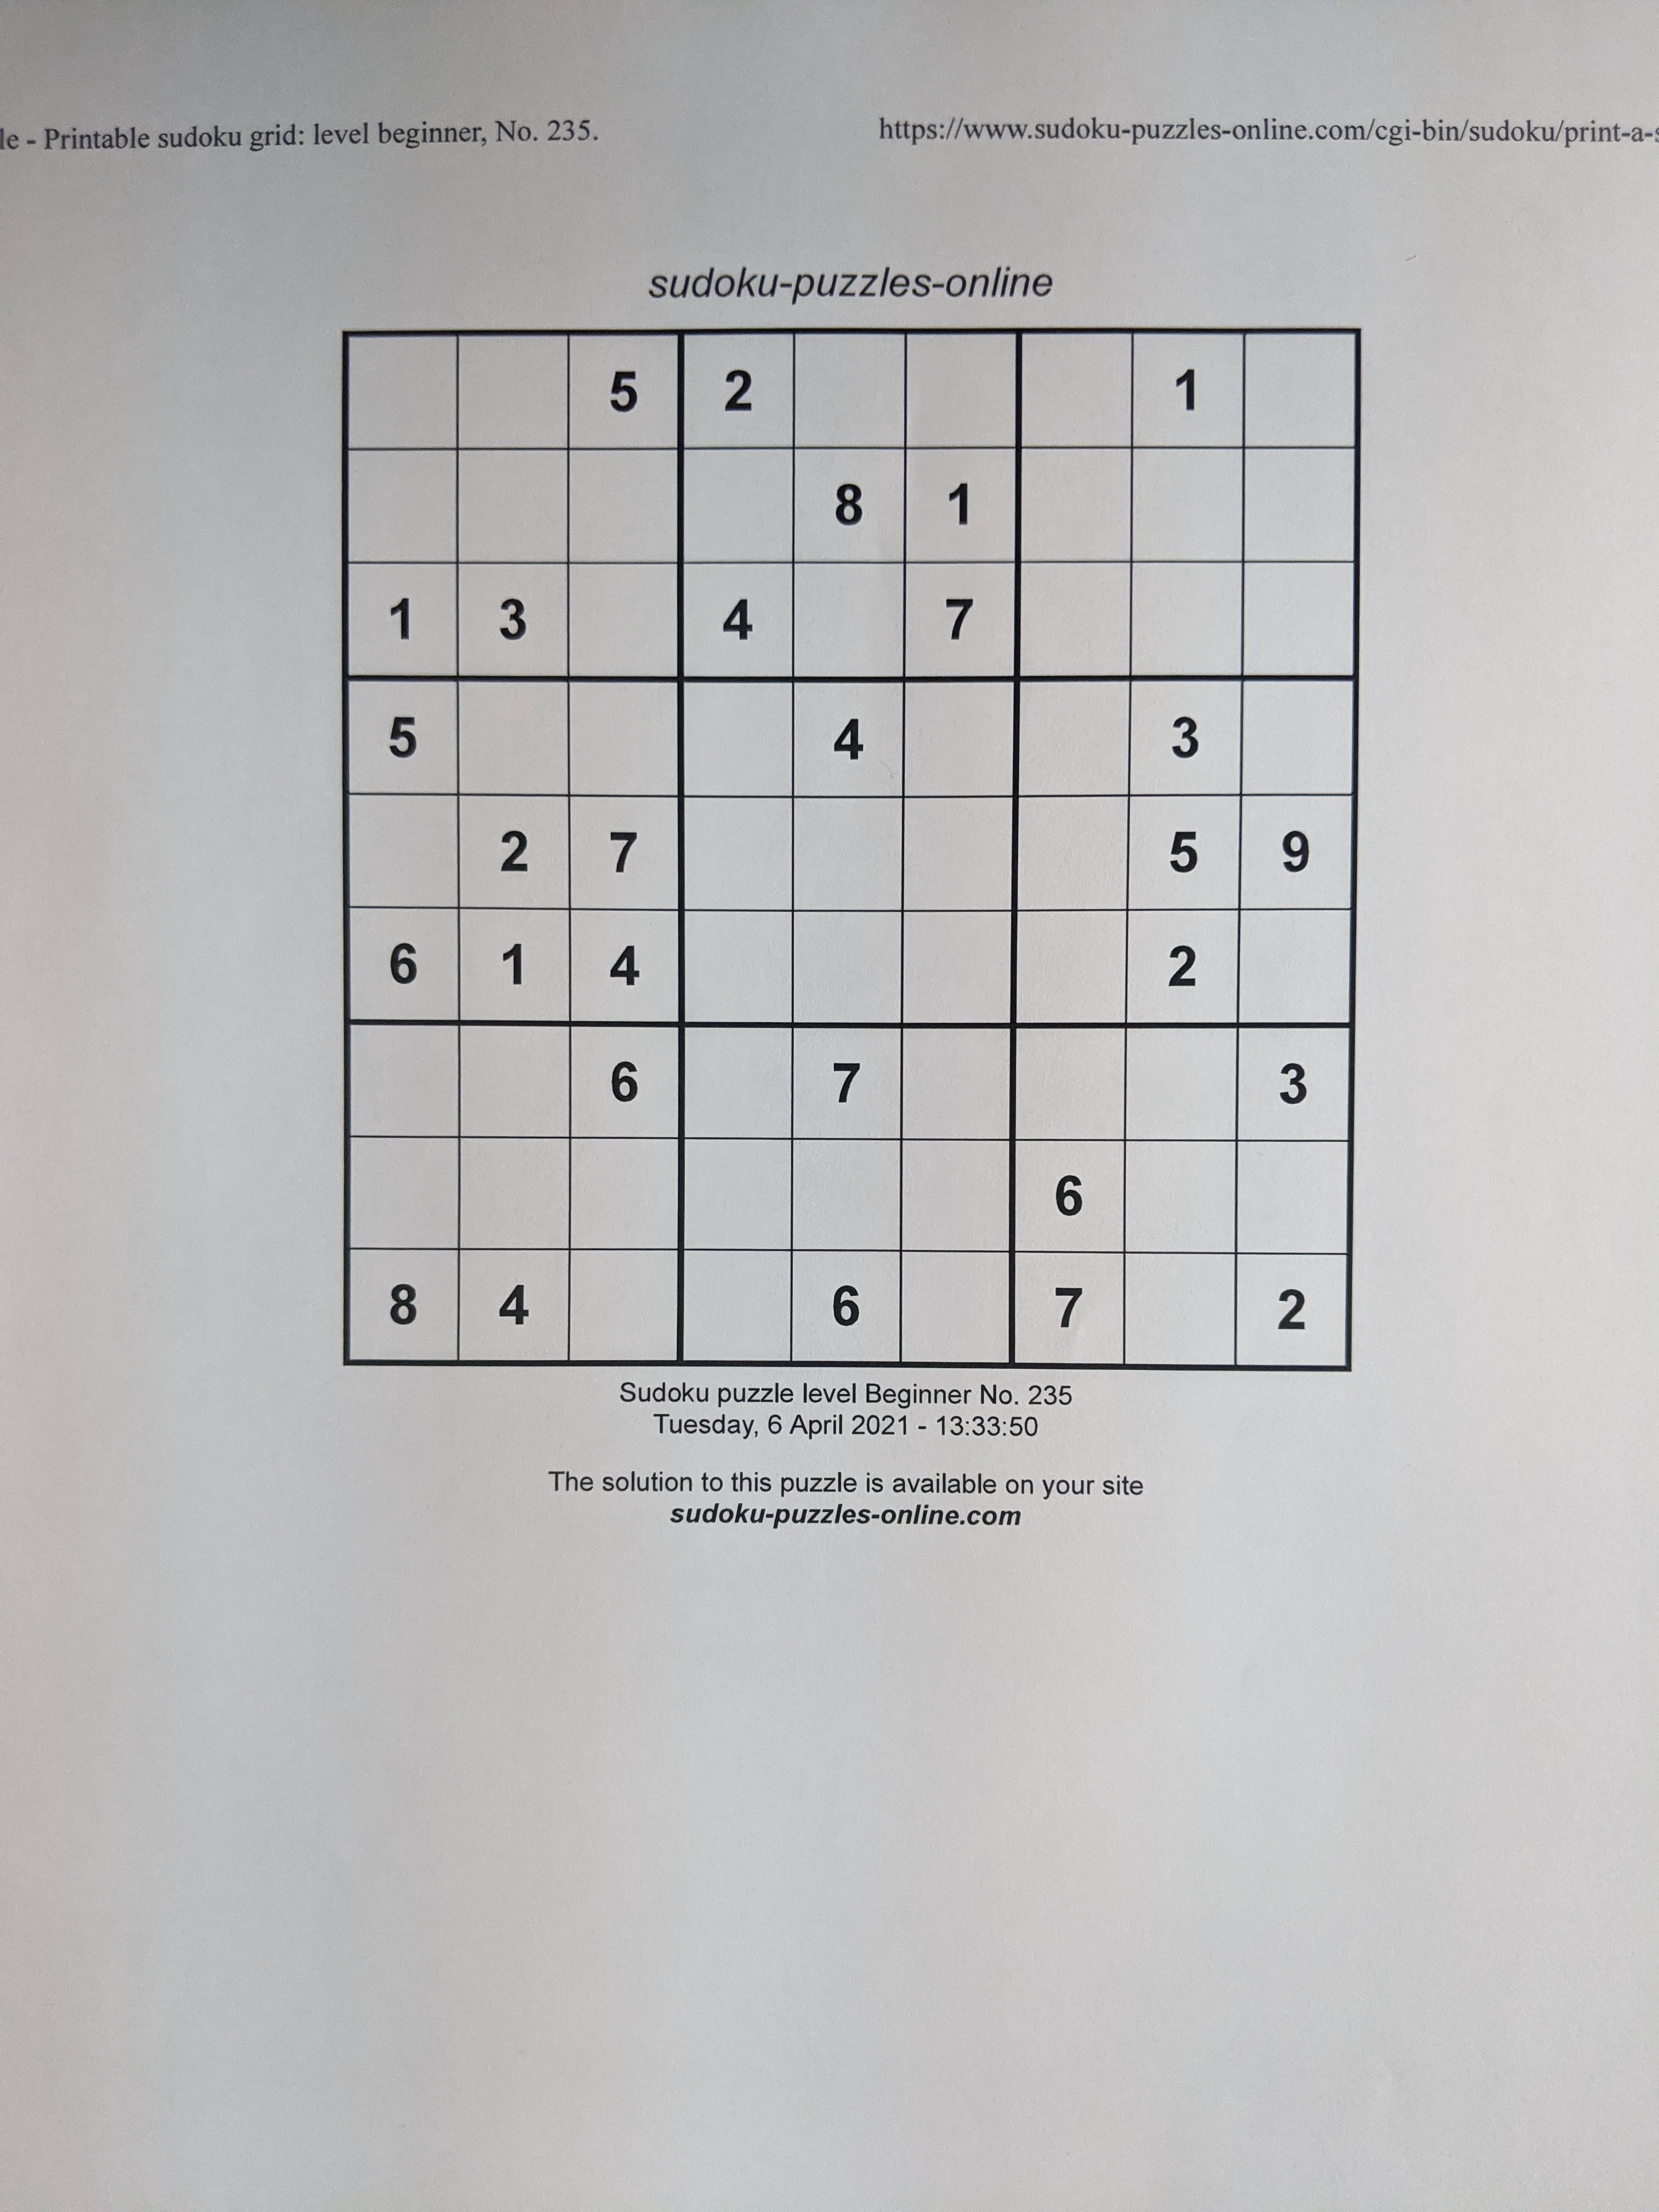 le - Printable sudoku grid: level beginner, No. 235. https://www.sudoku-puzzles-online.com/cgi-bin/sudoku/print-a-s
sudoku-puzzles-online
5 2 1
8 1
1 3 4 7
5 4 3
2 7 5 9
6 1 4 2
6 7 3
6
8 4 6 7 2
Sudoku puzzle level Beginner No. 235
Tuesday, 6 April 2021 - 13:33:50
The solution to this puzzle is available on your site
sudoku-puzzles-online.com